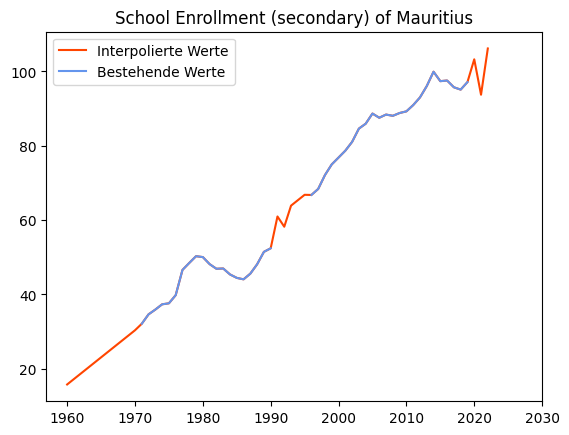 School Enrollment (secondary) of Mauritius
Interpolierte Werte
Bestehende Werte
100
80
60
40
20
1960 1970 1980 1990 2000 2010 2020 2030